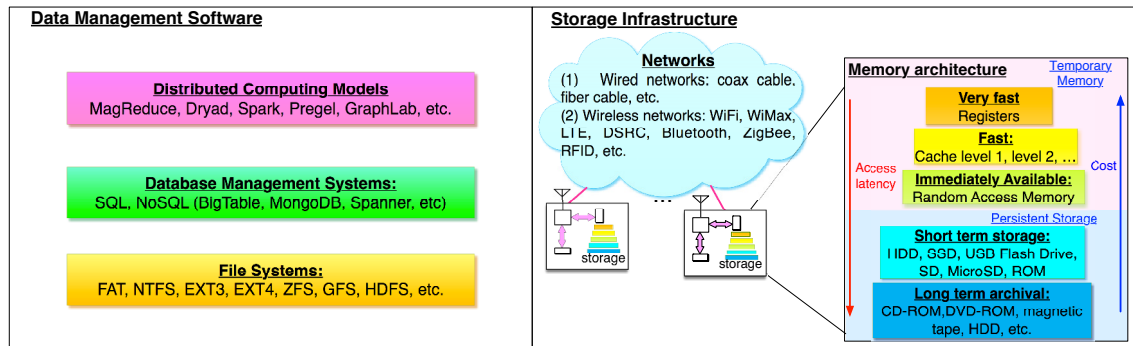 Data Management Software
Distributed Computing Models
MagReduce, Dryad, Spark, Pregel, GraphLab, etc.
Database Management Systems:
SQL, NoSQL (BigTable, MongoDB, Spanner, etc)
File Systems:
FAT, NTFS, EXT3, EXT4, ZFS, GFS, HDFS, etc.
Storage Infrastructure
Networks
(1) Wired networks: coax cable,
fiber cable, etc.
(2) Wireless networks: WiFi, WiMax,
LTE, DSRC, Bluetooth, ZigBee,
RFID, etc.
...
storage
storage
Memory architecture
Temporary
Memory
Very fast
Registers
Fast:
Cache level 1, level 2, ...
Access
latency
Cost
Immediately Available:
Random Access Memory
Persistent Storage
Short term storage:
HDD, SSD, USB Flash Drive,
SD, MicroSD, ROM
Long term archival:
CD-ROM,DVD-ROM, magnetic
tape, HDD, etc.